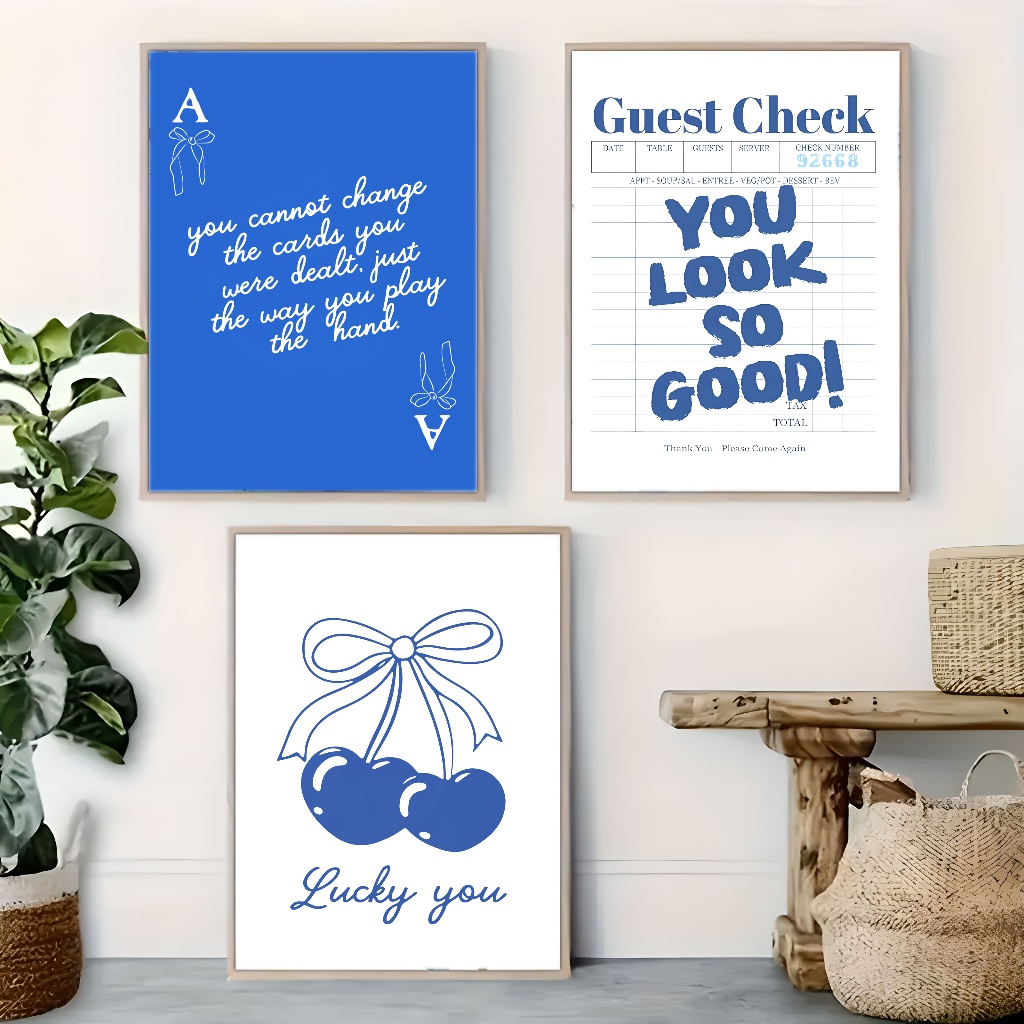 A
you cannot change
the cards you
were dealt, just
the way you play
the hand.
A
Guest Check
DATE TABLE GUESTS SERVER CHECK NUMBER
92668
APPT - SOUP/SAL - ENTREE - VEG/POT - DESSERT - BEV
YOU
LOOK
SO
GOOD!
TAX
TOTAL
Thank You Please Come Again
Lucky you